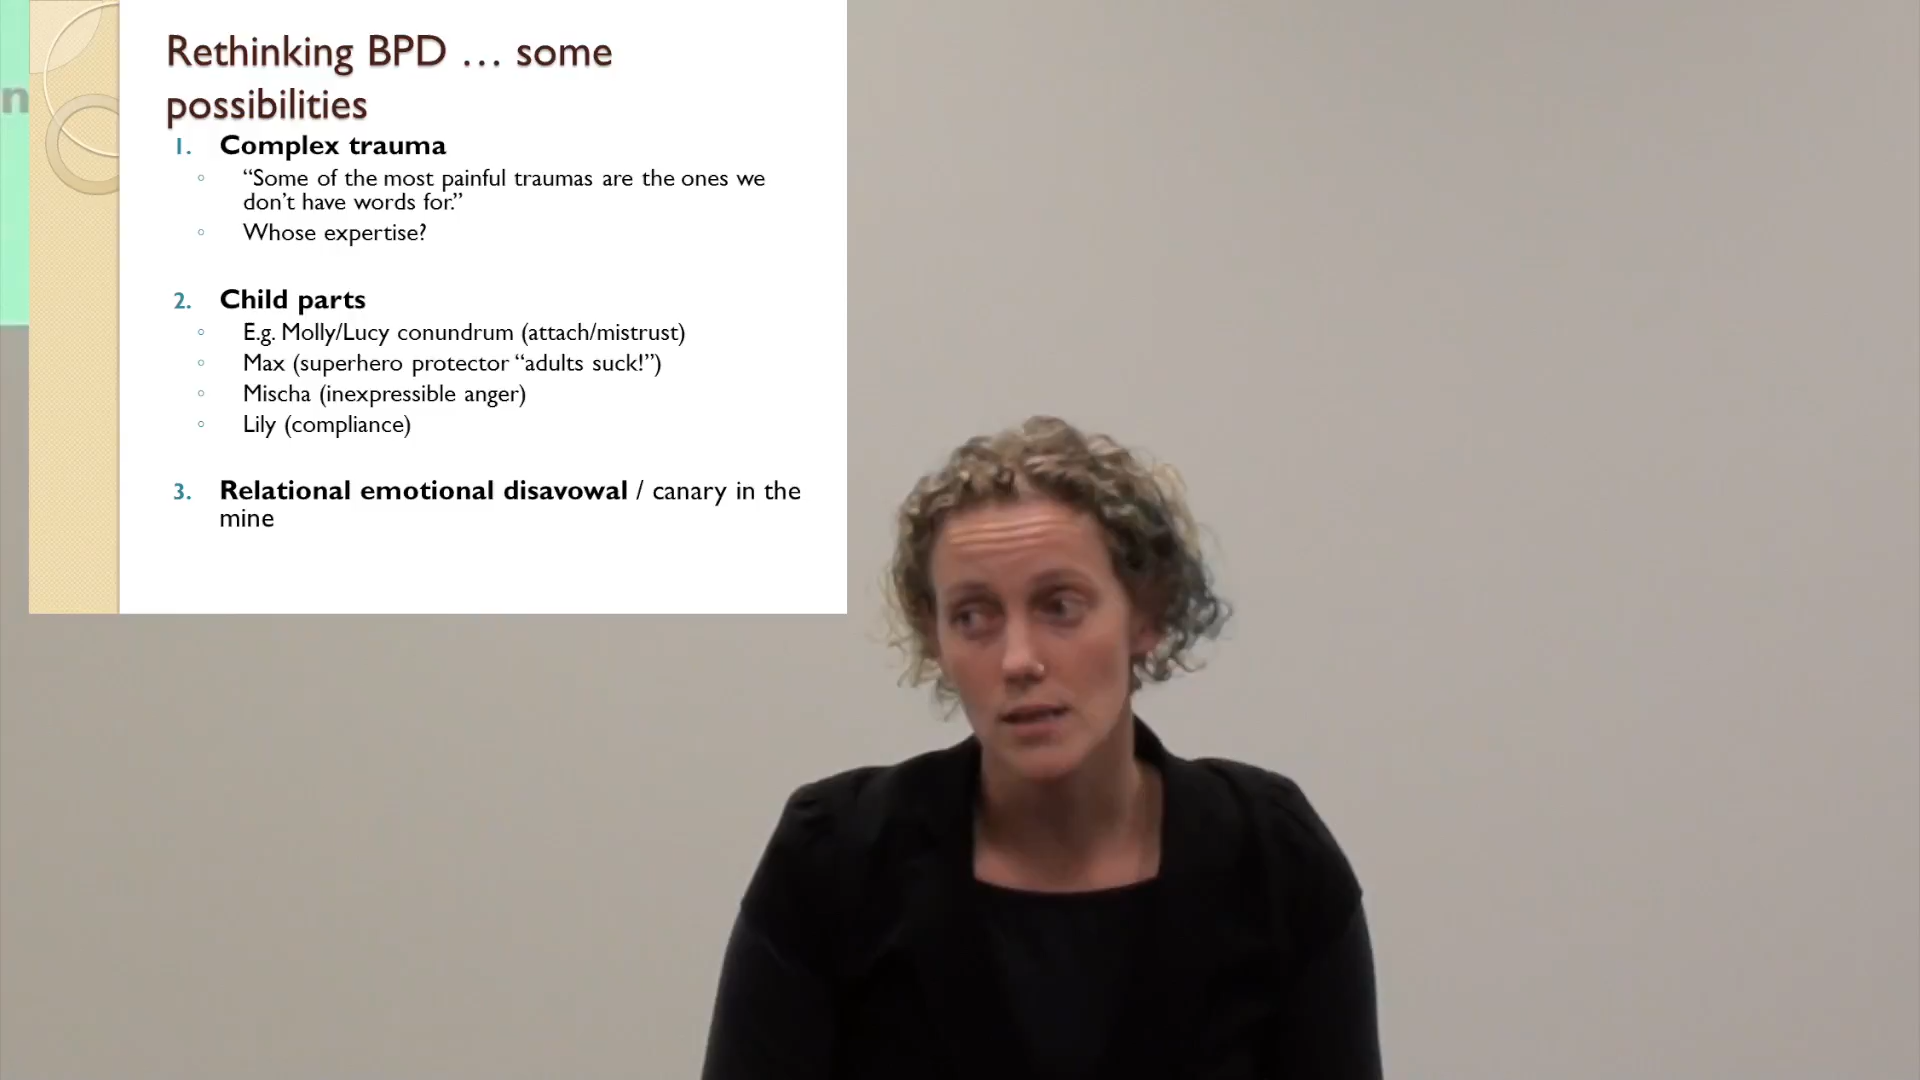 n
Rethinking BPD … some
possibilities
1. Complex trauma
◦ “Some of the most painful traumas are the ones we
don’t have words for.”
◦ Whose expertise?
2. Child parts
◦ E.g. Molly/Lucy conundrum (attach/mistrust)
◦ Max (superhero protector “adults suck!”)
◦ Mischa (inexpressible anger)
◦ Lily (compliance)
3. Relational emotional disavowal / canary in the
mine